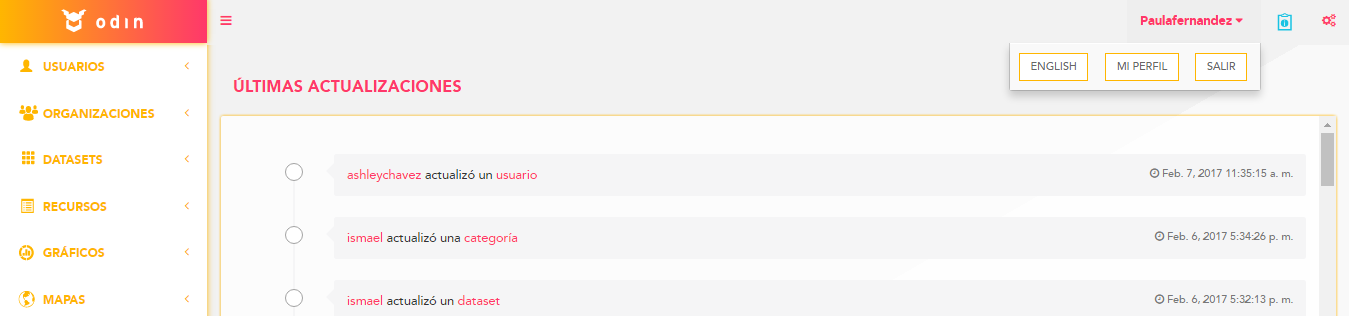 odin
Paulafernandez
ENGLISH MI PERFIL SALIR
USUARIOS
ORGANIZACIONES
DATASETS
RECURSOS
GRÁFICOS
MAPAS
ÚLTIMAS ACTUALIZACIONES
ashleychavez actualizó un usuario Feb. 7, 2017 11:35:15 a. m.
ismael actualizó una categoría Feb. 6, 2017 5:34:26 p. m.
ismael actualizó un dataset Feb. 6, 2017 5:32:13 p. m.